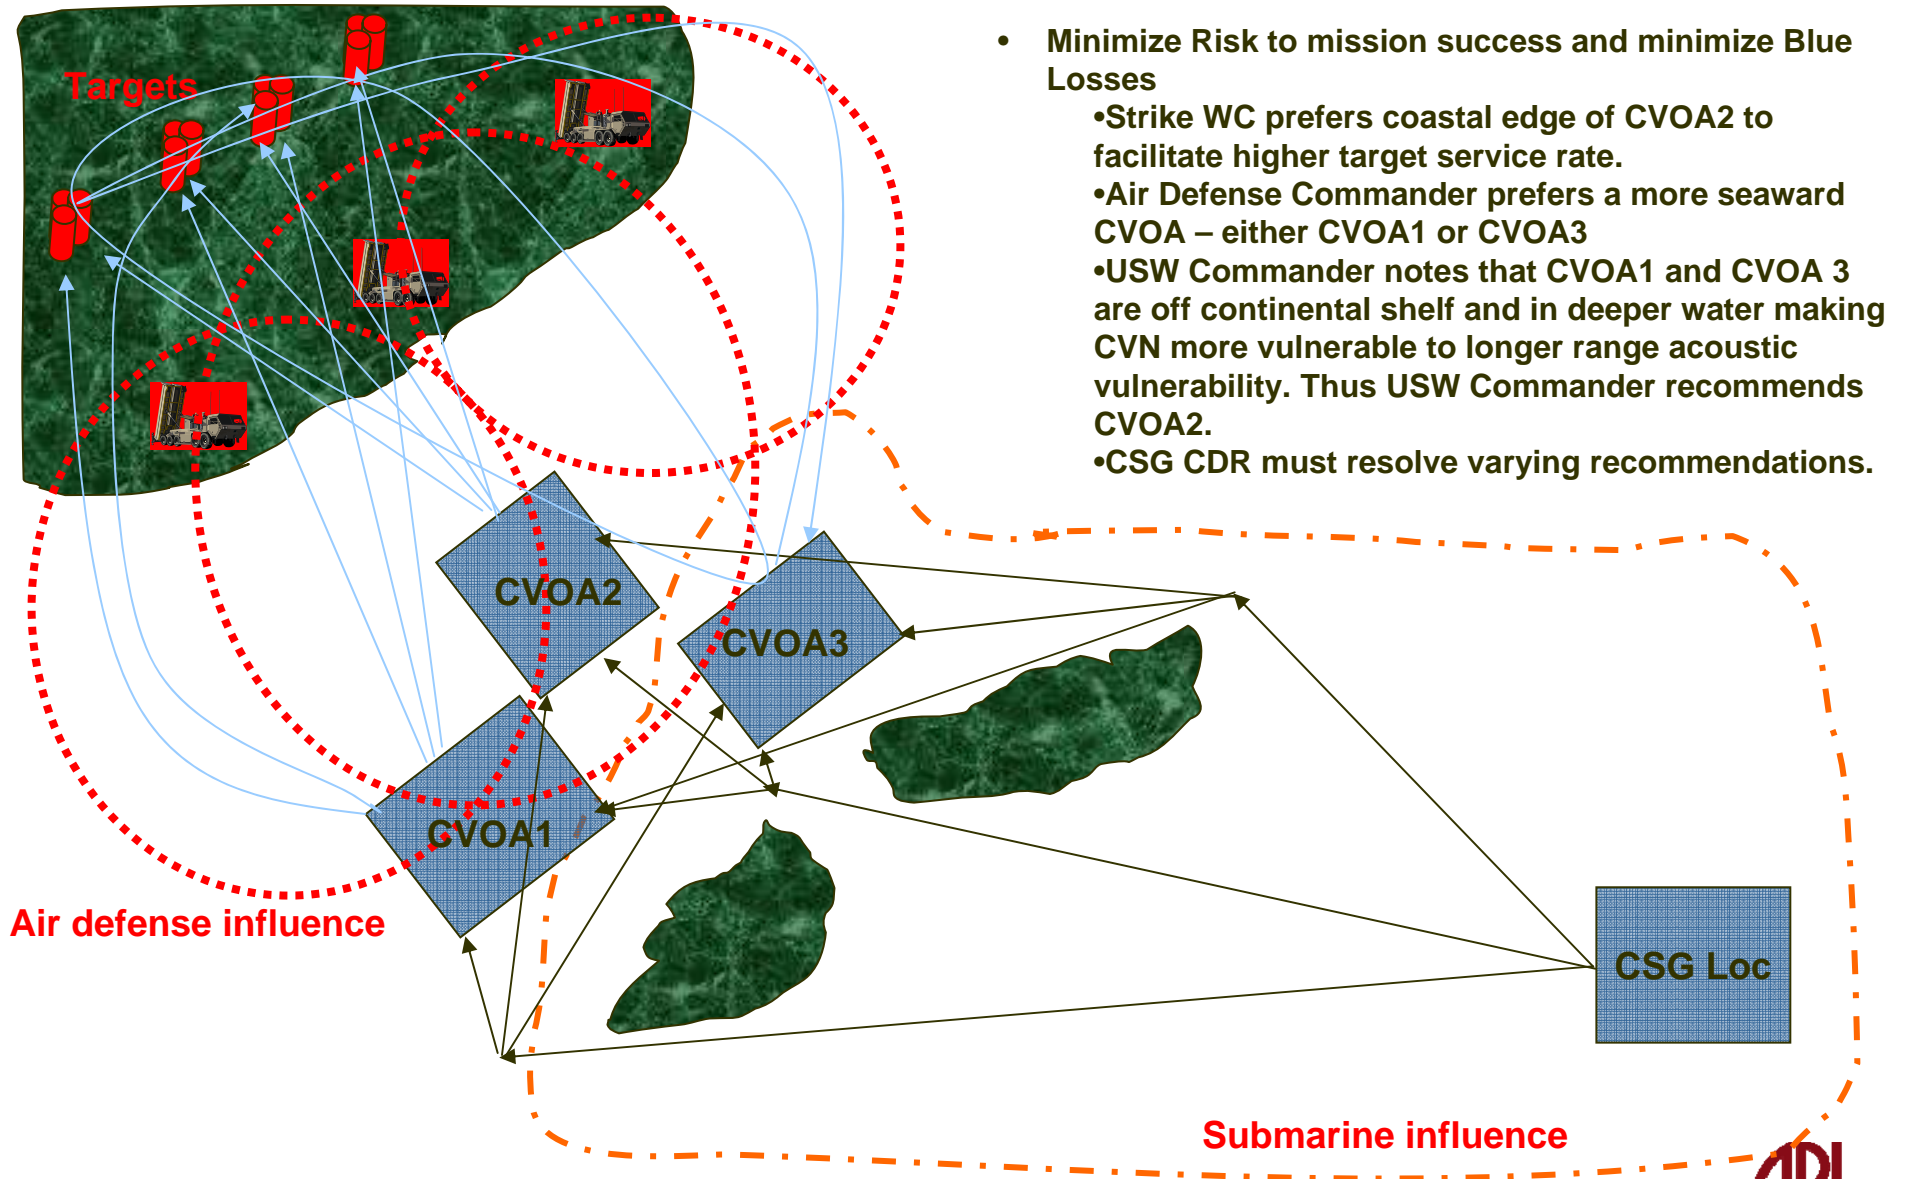 Targets
• Minimize Risk to mission success and minimize Blue
Losses
•Strike WC prefers coastal edge of CVOA2 to
facilitate higher target service rate.
•Air Defense Commander prefers a more seaward
CVOA – either CVOA1 or CVOA3
•USW Commander notes that CVOA1 and CVOA 3
are off continental shelf and in deeper water making
CVN more vulnerable to longer range acoustic
vulnerability. Thus USW Commander recommends
CVOA2.
•CSG CDR must resolve varying recommendations.
CVOA2
CVOA3
CVOA1
Air defense influence
CSG Loc
Submarine influence